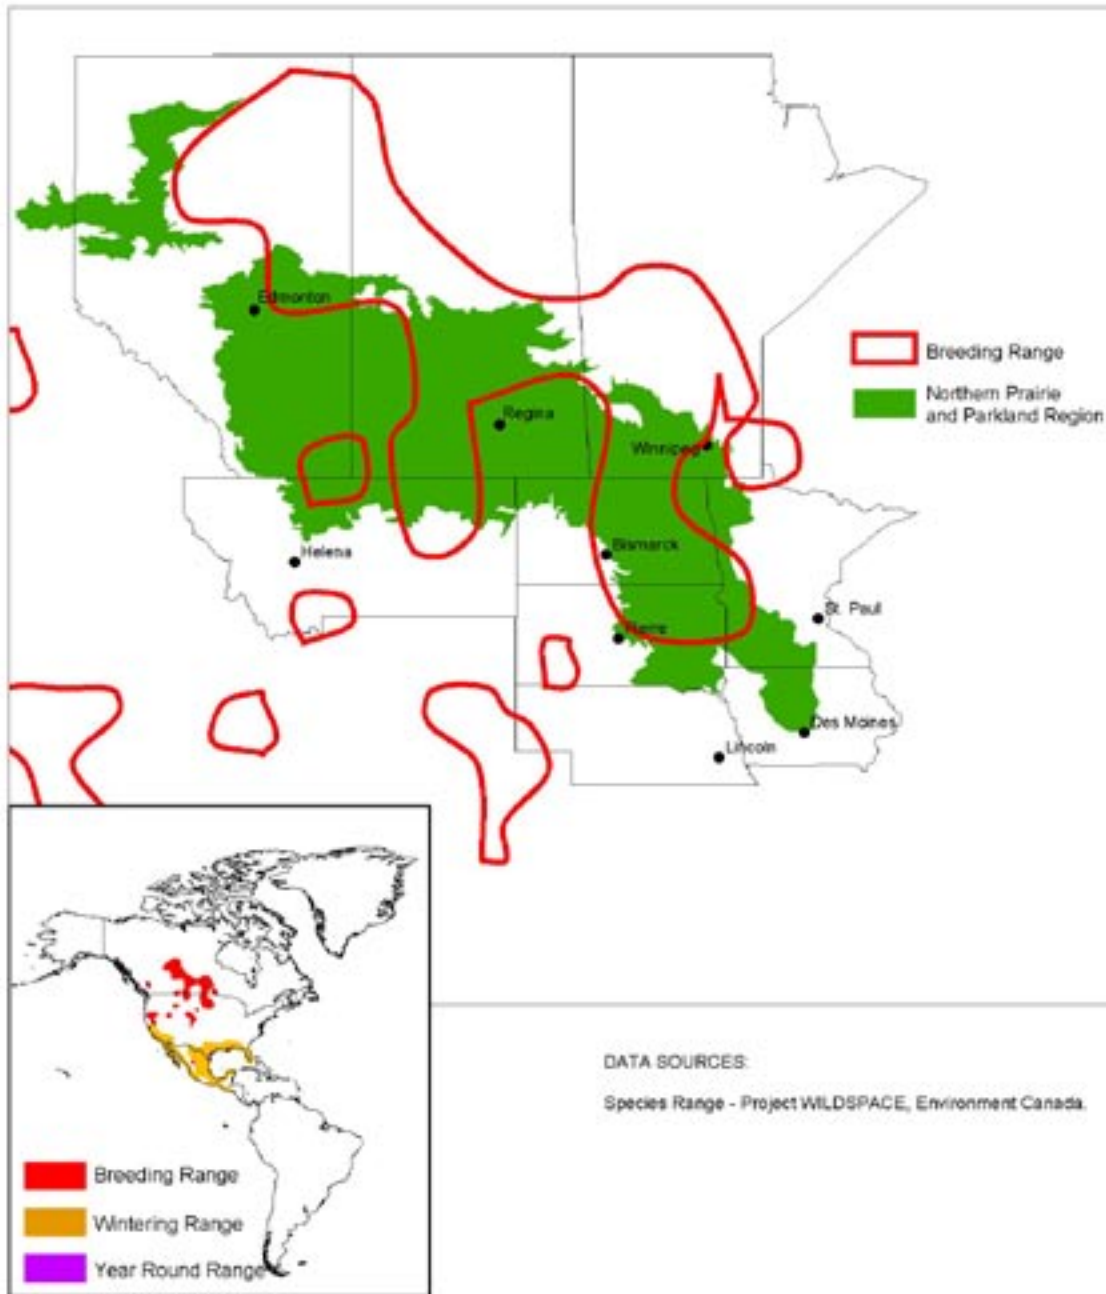 Edmonton
Breeding Range
Northern Prairie
and Parkland Region
Regina
Winnipeg
Helena
Bismarck
St. Paul
Pierre
Des Moines
Lincoln
DATA SOURCES:
Species Range - Project WILDSPACE, Environment Canada.
Breeding Range
Wintering Range
Year Round Range